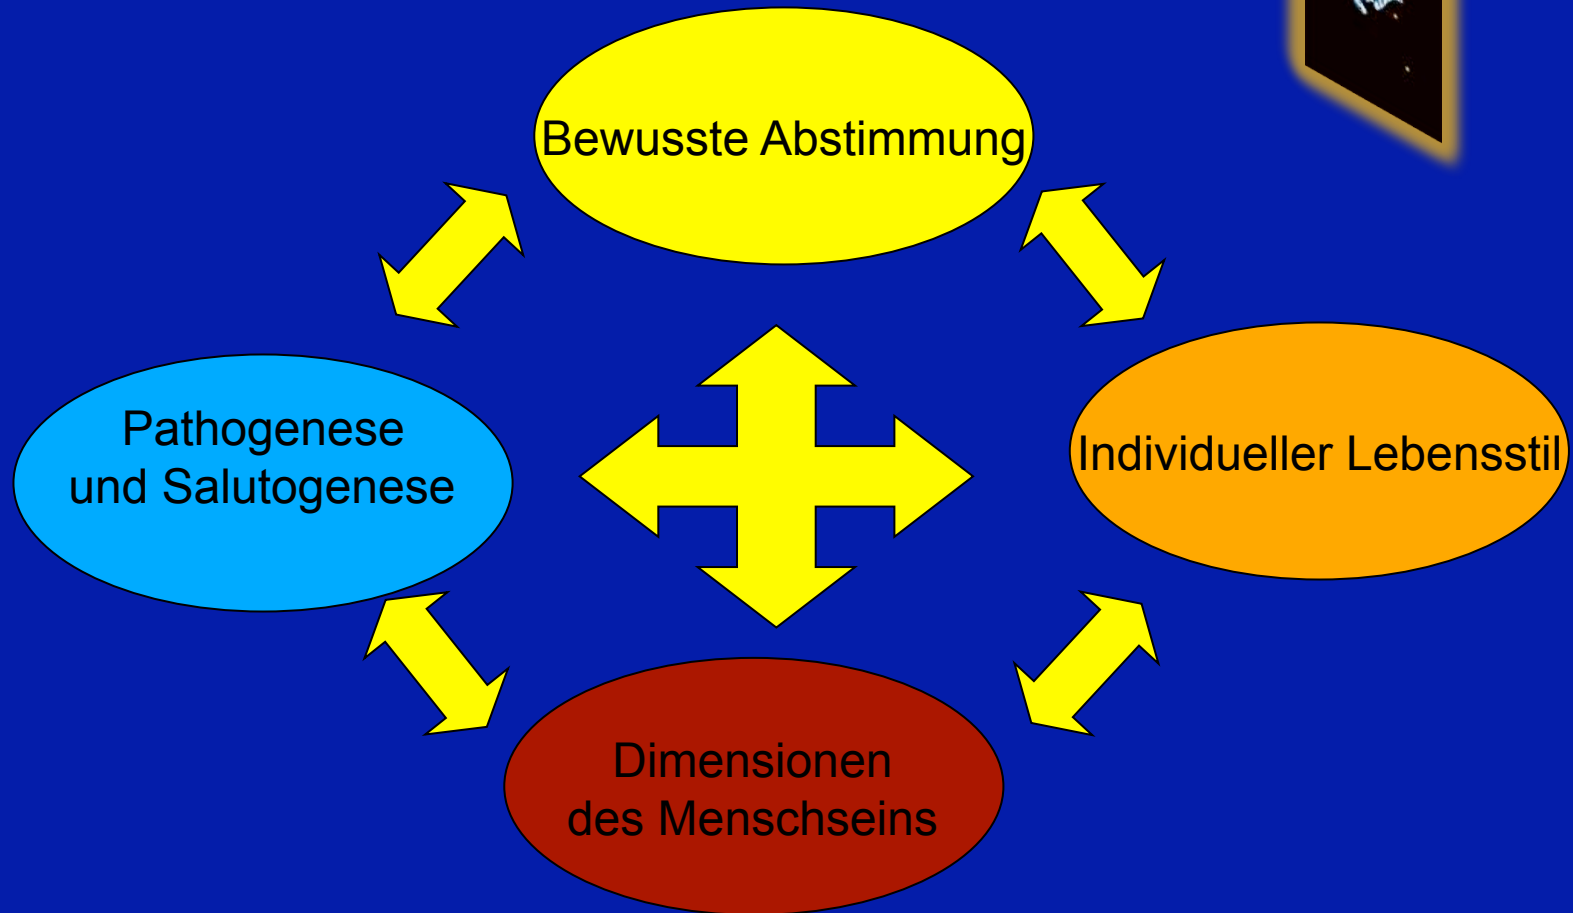 Bewusste Abstimmung
Pathogenese
und Salutogenese
Individueller Lebensstil
Dimensionen
des Menschseins